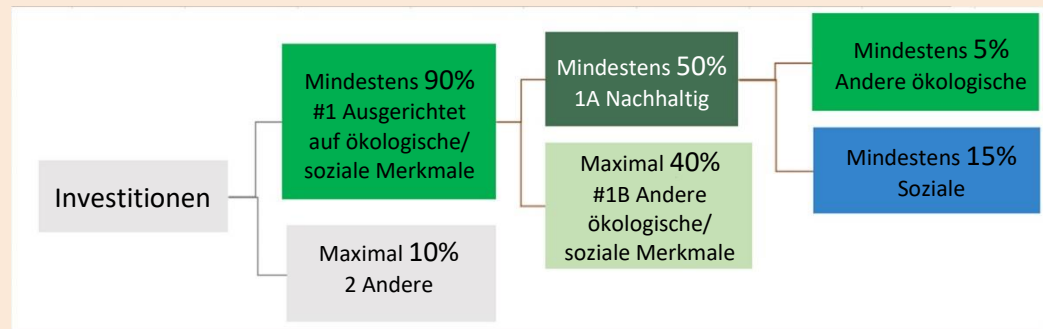 Investitionen
Mindestens 90%
#1 Ausgerichtet
auf ökologische/
soziale Merkmale
Maximal 10%
2 Andere
Mindestens 50%
1A Nachhaltig
Maximal 40%
#1B Andere
ökologische/
soziale Merkmale
Mindestens 5%
Andere ökologische
Mindestens 15%
Soziale